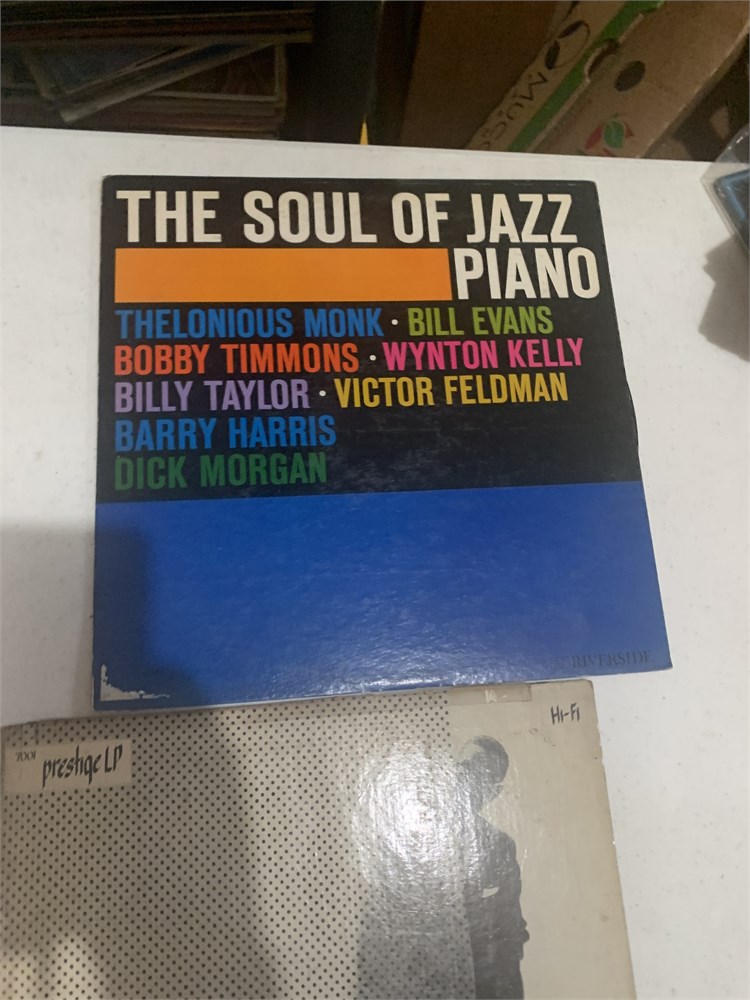 THE SOUL OF JAZZ
PIANO
THELONIOUS MONK · BILL EVANS
BOBBY TIMMONS · WYNTON KELLY
BILLY TAYLOR · VICTOR FELDMAN
BARRY HARRIS
DICK MORGAN
RIVERSIDE
HI-FI
7001
prestige LP